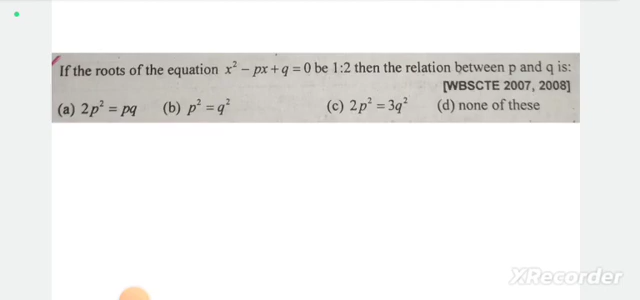 If the roots of the equation x² − px + q = 0 be 1:2 then the relation between p and q is:
[WBSCTE 2007, 2008]
(a) 2p² = pq (b) p² = q² (c) 2p² = 3q² (d) none of these
XRecorder